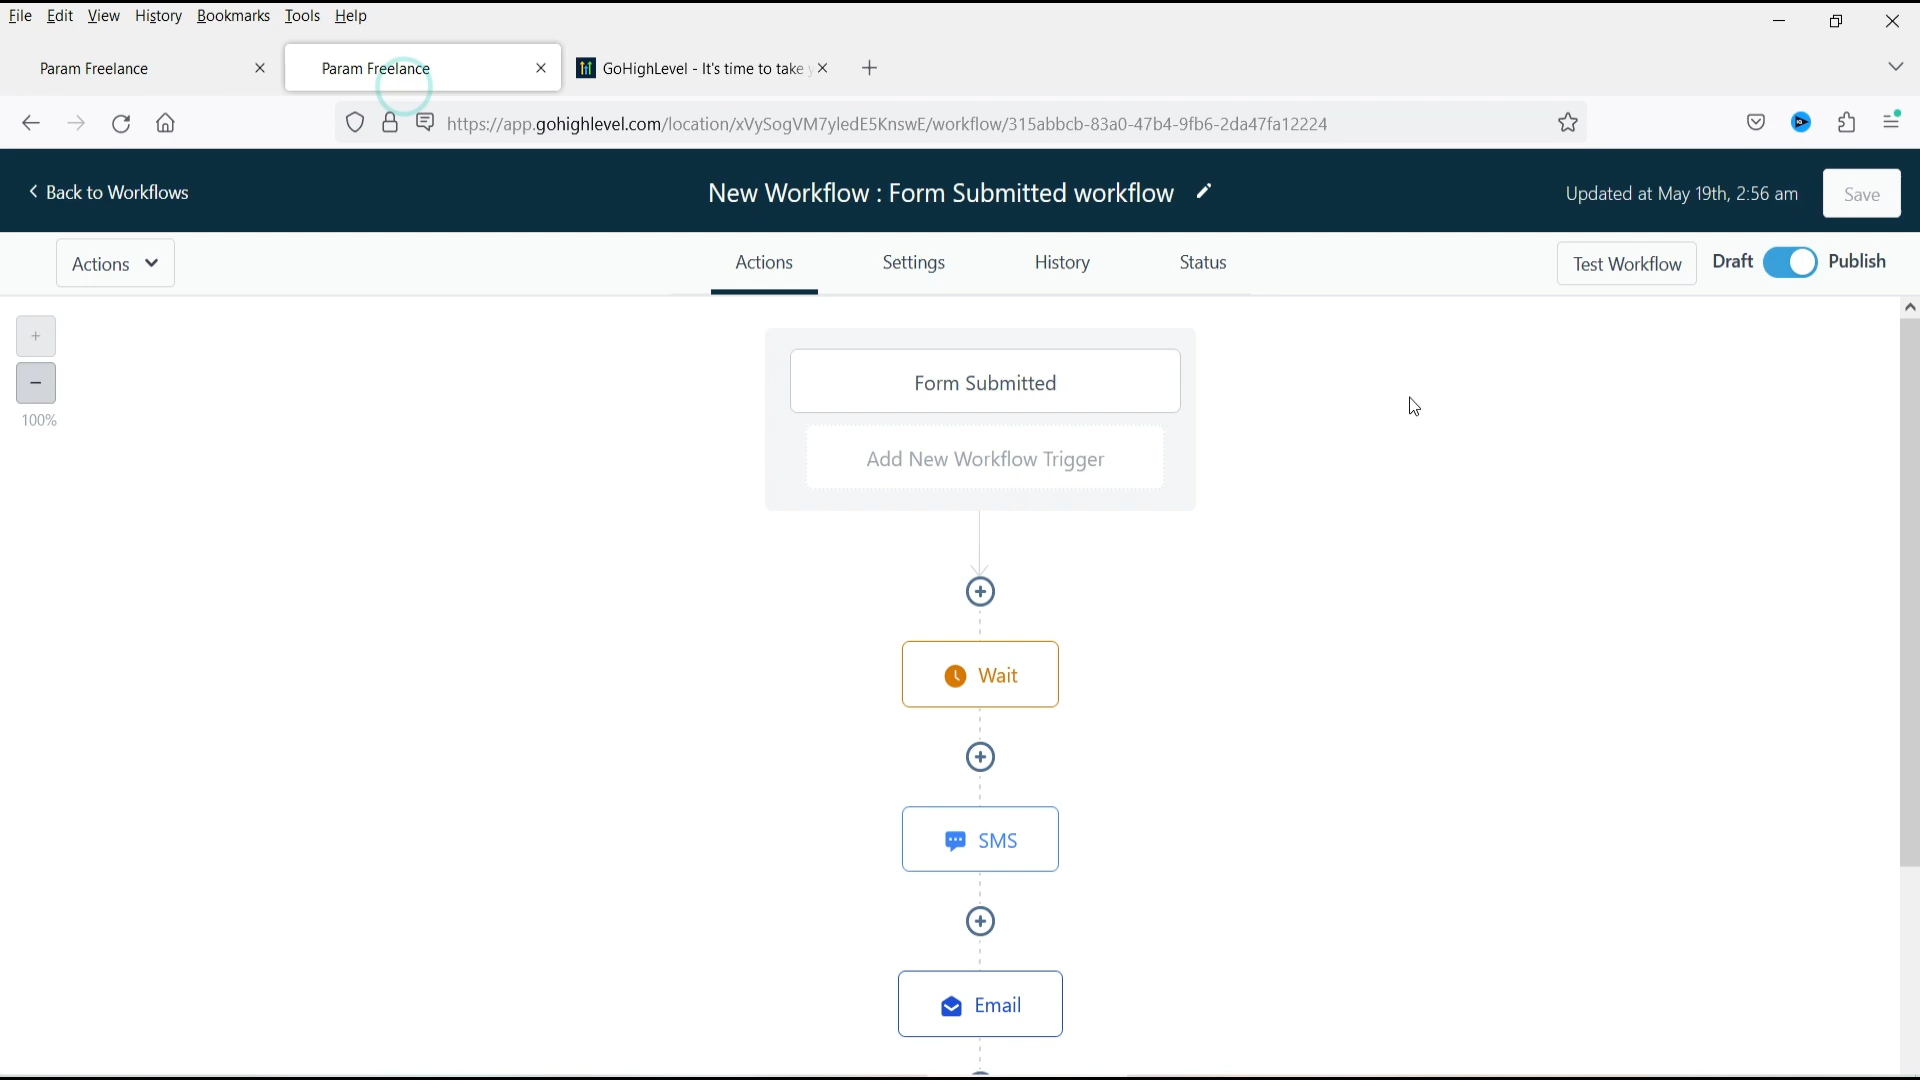 File Edit View History Bookmarks Tools Help
Param Freelance
Param Freelance
GoHighLevel - It's time to take
https://app.gohighlevel.com/location/xVySogVM7yledE5KnswE/workflow/315abbcb-83a0-47b4-9fb6-2da47fa12224
Back to Workflows
New Workflow : Form Submitted workflow
Updated at May 19th, 2:56 am
Save
Actions
Actions
Settings
History
Status
Test Workflow
Draft
Publish
+
−
100%
Form Submitted
Add New Workflow Trigger
Wait
SMS
Email